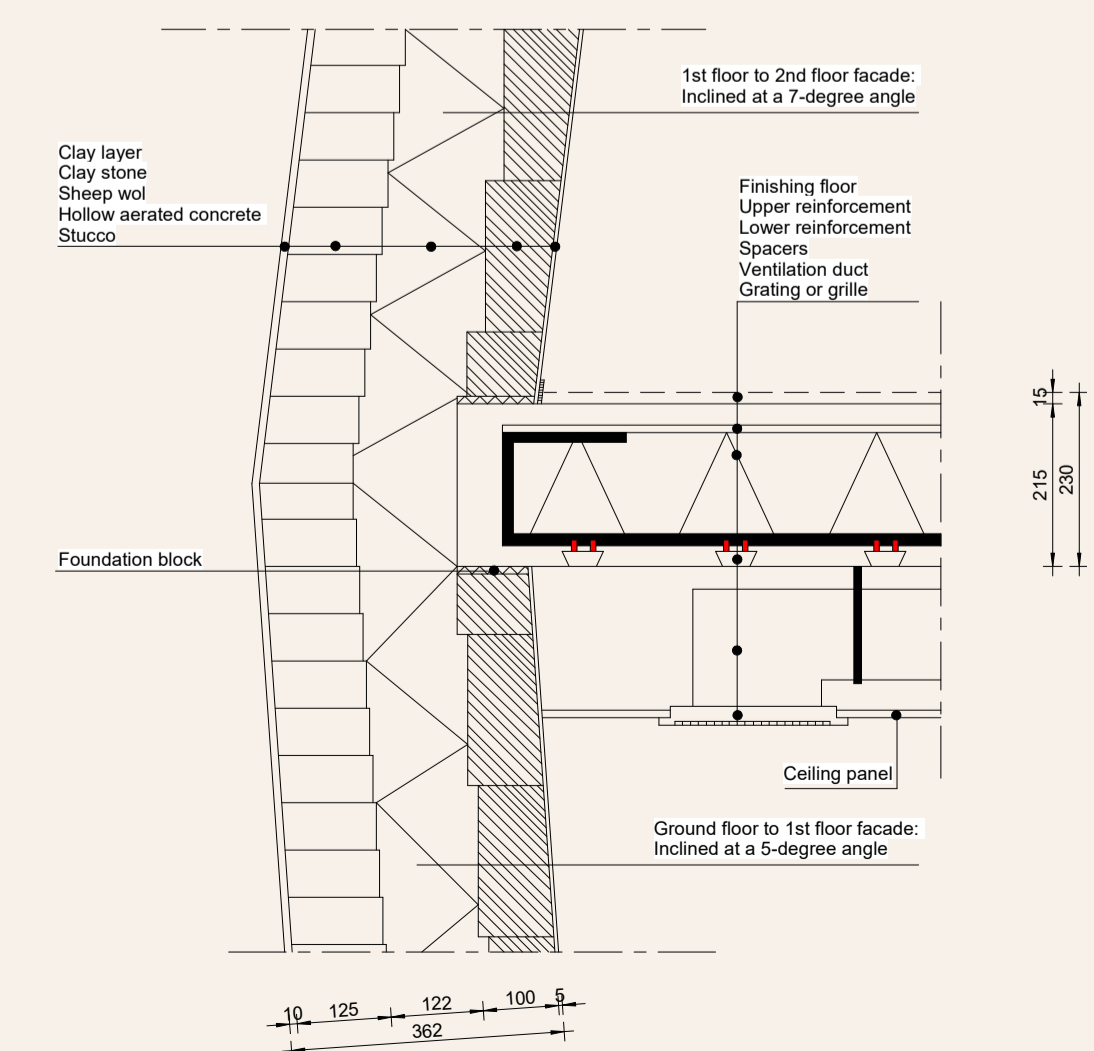 1st floor to 2nd floor facade:
Inclined at a 7-degree angle
Clay layer
Clay stone
Sheep wol
Hollow aerated concrete
Stucco
Finishing floor
Upper reinforcement
Lower reinforcement
Spacers
Ventilation duct
Grating or grille
15
215
230
Foundation block
Ceiling panel
Ground floor to 1st floor facade:
Inclined at a 5-degree angle
10 125 122 100 5
362